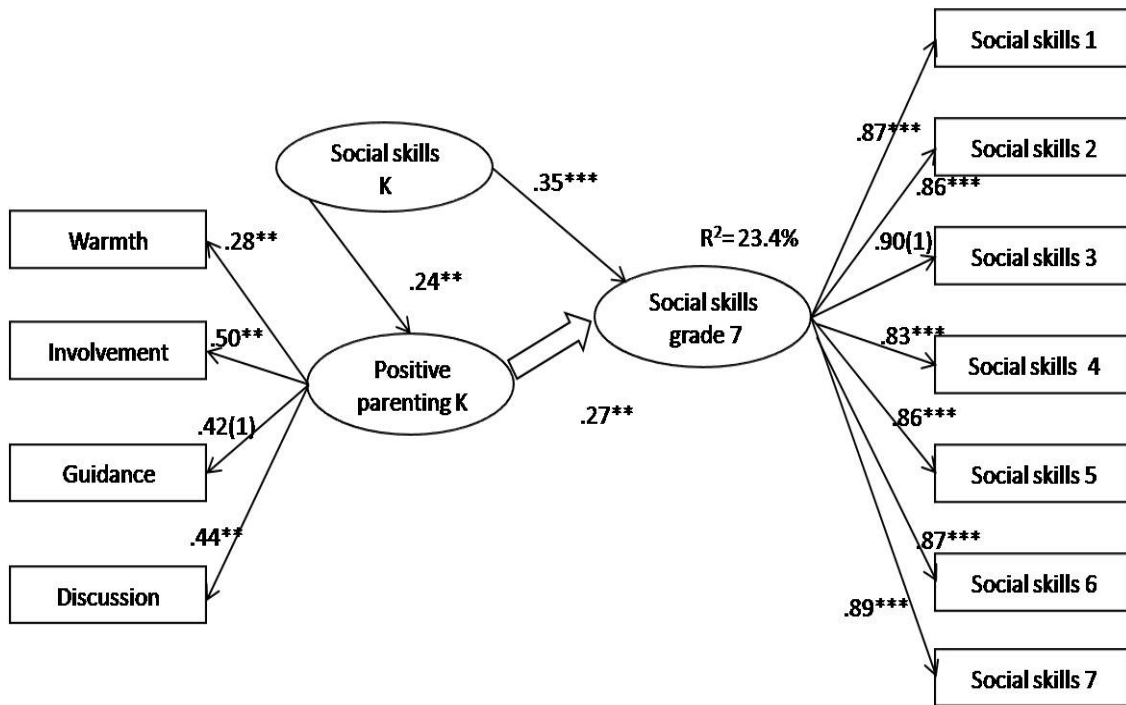 Social skills 1
.87***
Social skills
K
Social skills 2
.35***
.86***
Warmth
.28**
R²= 23.4%
.90(1)
Social skills 3
.24**
Social skills
grade 7
Involvement
.50**
.83***
Social skills  4
Positive
parenting K
.27**
.42(1)
.86***
Guidance
Social skills 5
.44**
.87***
Discussion
Social skills 6
.89***
Social skills 7